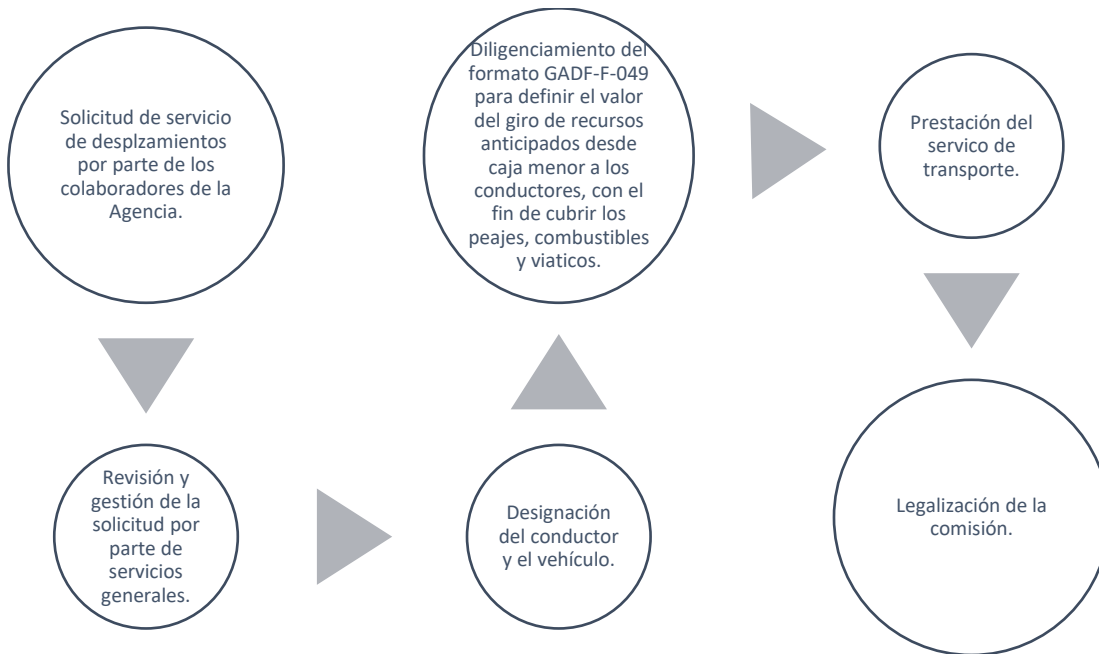 Solicitud de servicio
de desplzamientos
por parte de los
colaboradores de la
Agencia.
Revisión y
gestión de la
solicitud por
parte de
servicios
generales.
Designación
del conductor
y el vehículo.
Diligenciamiento del
formato GADF-F-049
para definir el valor
del giro de recursos
anticipados desde
caja menor a los
conductores, con el
fin de cubrir los
peajes, combustibles
y viaticos.
Prestación del
servico de
transporte.
Legalización de la
comisión.